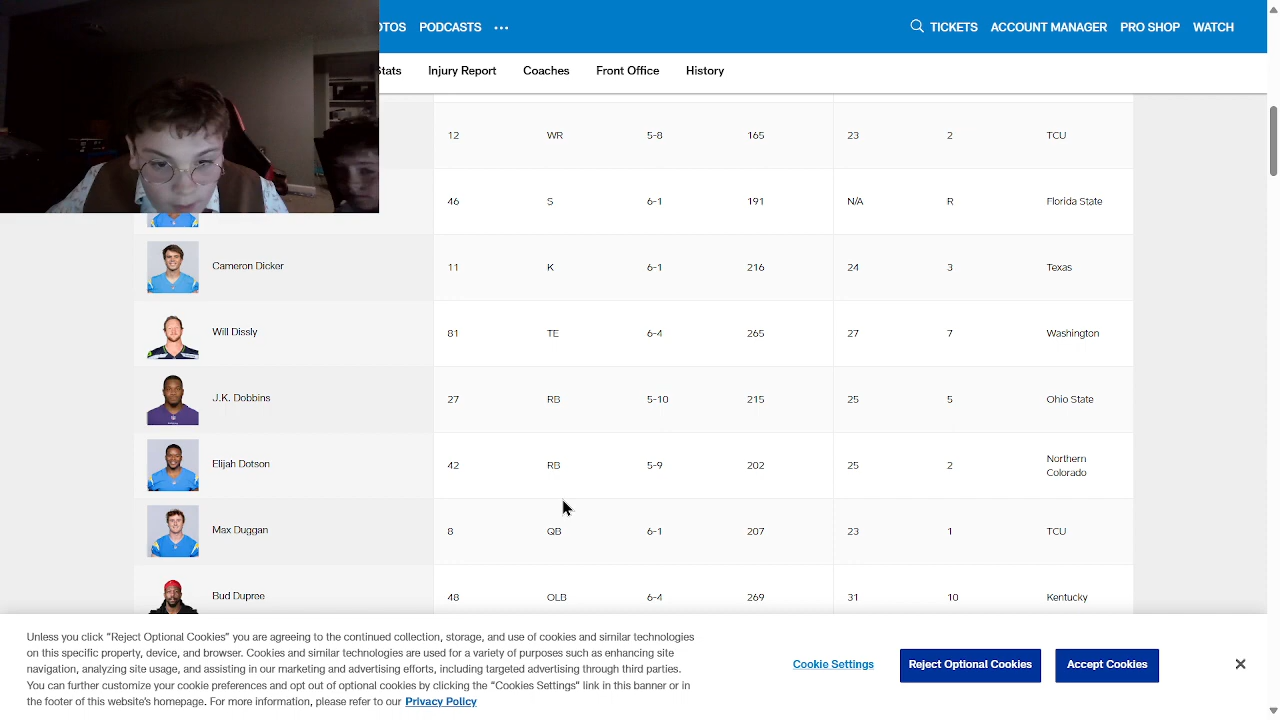 OTOS PODCASTS ... TICKETS ACCOUNT MANAGER PRO SHOP WATCH
Stats Injury Report Coaches Front Office History
12 WR 5-8 165 23 2 TCU
46 S 6-1 191 N/A R Florida State
Cameron Dicker 11 K 6-1 216 24 3 Texas
Will Dissly 81 TE 6-4 265 27 7 Washington
J.K. Dobbins 27 RB 5-10 215 25 5 Ohio State
Elijah Dotson 42 RB 5-9 202 25 2 Northern
Colorado
Max Duggan 8 QB 6-1 207 23 1 TCU
Bud Dupree 48 OLB 6-4 269 31 10 Kentucky
Unless you click "Reject Optional Cookies" you are agreeing to the continued collection, storage, and use of cookies and similar technologies
on this specific property, device, and browser. Cookies and similar technologies are used for a variety of purposes such as enhancing site
navigation, analyzing site usage, and assisting in our marketing and advertising efforts, including targeted advertising through third parties.
You can further customize your cookie preferences and opt out of optional cookies by clicking the "Cookies Settings" link in this banner or in
the footer of this website's homepage. For more information, please refer to our Privacy Policy
Cookie Settings Reject Optional Cookies Accept Cookies